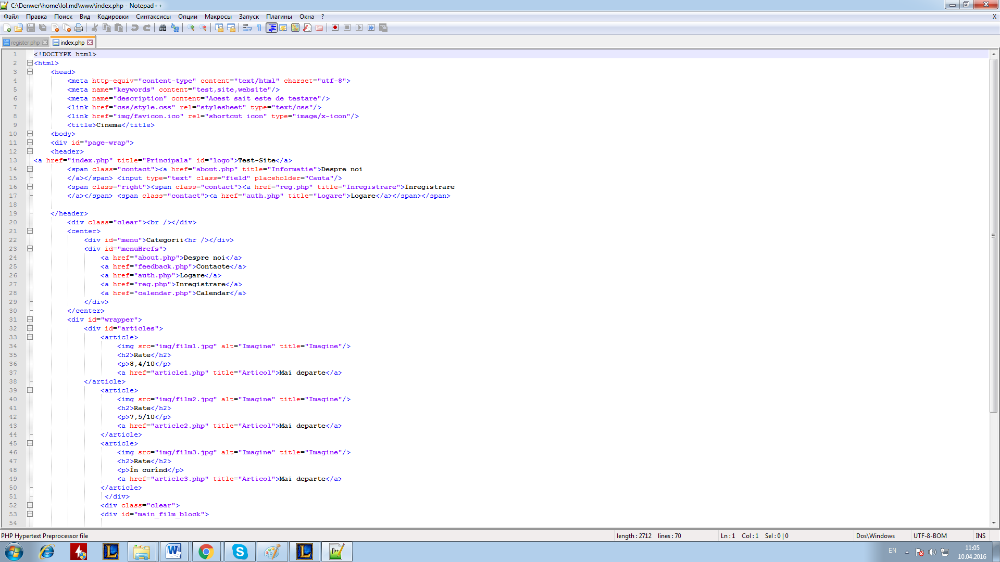 C:\Denwer\home\lol.md\www\index.php - Notepad++
Файл Правка Поиск Вид Кодировки Синтаксисы Опции Макросы Запуск Плагины Окна ? X
register.php index.php
1 <!DOCTYPE html>
2 <html>
3 <head>
4 <meta http-equiv="content-type" content="text/html" charset="utf-8">
5 <meta name="keywords" content="test,site,website"/>
6 <meta name="description" content="Acest sait este de testare"/>
7 <link href="css/style.css" rel="stylesheet" type="text/css"/>
8 <link href="img/favicon.ico" rel="shortcut icon" type="image/x-icon"/>
9 <title>Cinema</title>
10 <body>
11 <div id="page-wrap">
12 <header>
13 <a href="index.php" title="Principala" id="logo">Test-Site</a>
14 <span class="contact"><a href="about.php" title="Informatie">Despre noi
15 </a></span> <input type="text" class="field" placeholder="Cauta"/>
16 <span class="right"><span class="contact"><a href="reg.php" title="Inregistrare">Inregistrare
17 </a></span> <span class="contact"><a href="auth.php" title="Logare">Logare</a></span></span>
18
19 </header>
20 <div class="clear"><br /></div>
21 <center>
22 <div id="menu">Categorii<hr /></div>
23 <div id="menuHrefs">
24 <a href="about.php">Despre noi</a>
25 <a href="feedback.php">Contacte</a>
26 <a href="auth.php">Logare</a>
27 <a href="reg.php">Inregistrare</a>
28 <a href="calendar.php">Calendar</a>
29 </div>
30 </center>
31 <div id="wrapper">
32 <div id="articles">
33 <article>
34 <img src="img/film1.jpg" alt="Imagine" title="Imagine"/>
35 <h2>Rate</h2>
36 <p>8,4/10</p>
37 <a href="article1.php" title="Articol">Mai departe</a>
38 </article>
39 <article>
40 <img src="img/film2.jpg" alt="Imagine" title="Imagine"/>
41 <h2>Rate</h2>
42 <p>7,5/10</p>
43 <a href="article2.php" title="Articol">Mai departe</a>
44 </article>
45 <article>
46 <img src="img/film3.jpg" alt="Imagine" title="Imagine"/>
47 <h2>Rate</h2>
48 <p>În curînd</p>
49 <a href="article3.php" title="Articol">Mai departe</a>
50 </article>
51 </div>
52 <div class="clear">
53 <div id="main_film_block">
54
PHP Hypertext Preprocessor file length : 2712 lines : 70 Ln : 1 Col : 1 Sel : 0 | 0 Dos\Windows UTF-8-BOM INS
EN 11:05
10.04.2016